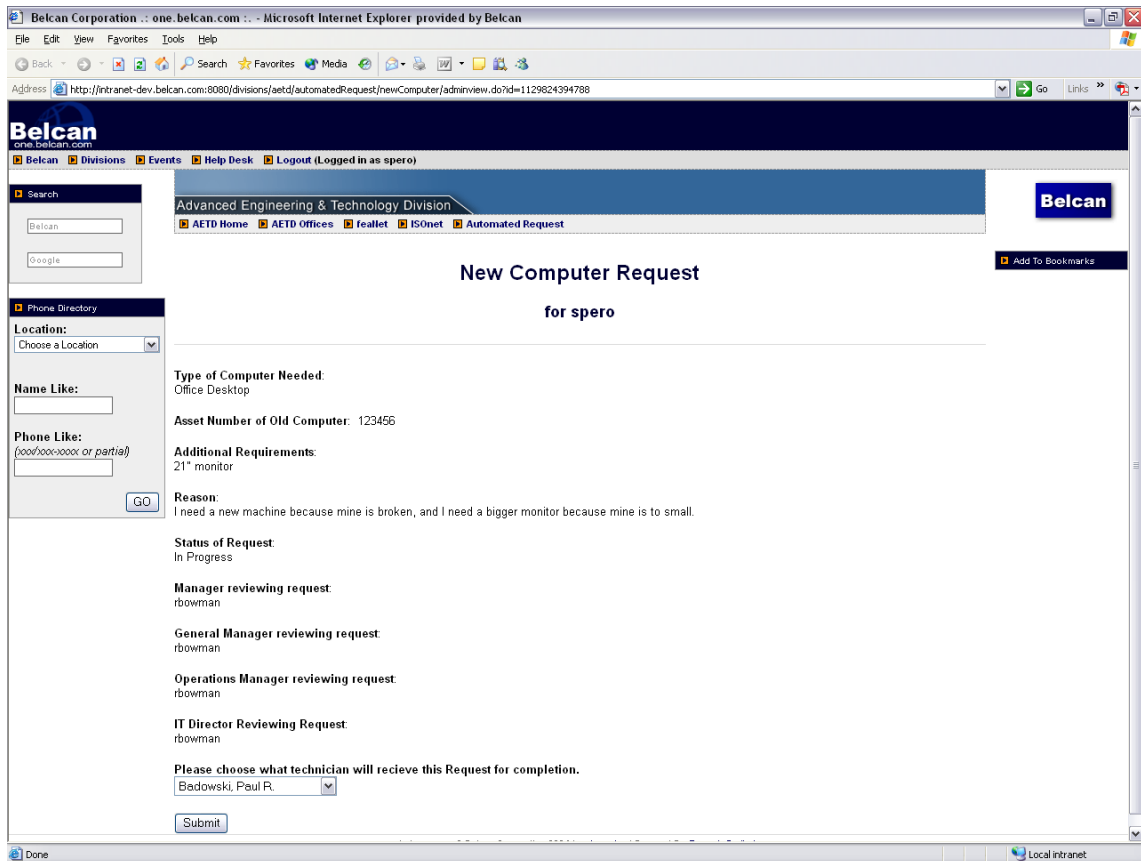 Belcan Corporation .: one.belcan.com :. - Microsoft Internet Explorer provided by Belcan
File Edit View Favorites Tools Help
Back Search Favorites Media
Address http://intranet-dev.belcan.com:8080/divisions/aetd/automatedRequest/newComputer/adminview.do?id=1129824394788 Go Links »
Belcan
one.belcan.com
Belcan Divisions Events Help Desk Logout (Logged in as spero)
Search
Belcan
Google
Phone Directory
Location:
Choose a Location
Name Like:
Phone Like:
(xxx/xxx-xxxx or partial)
GO
Advanced Engineering & Technology Division
AETD Home AETD Offices feallet ISOnet Automated Request
New Computer Request
for spero
Type of Computer Needed:
Office Desktop
Asset Number of Old Computer: 123456
Additional Requirements:
21" monitor
Reason:
I need a new machine because mine is broken, and I need a bigger monitor because mine is to small.
Status of Request:
In Progress
Manager reviewing request:
rbowman
General Manager reviewing request:
rbowman
Operations Manager reviewing request:
rbowman
IT Director Reviewing Request:
rbowman
Please choose what technician will recieve this Request for completion.
Badowski, Paul R.
Submit
Belcan
Add To Bookmarks
Done
Local intranet